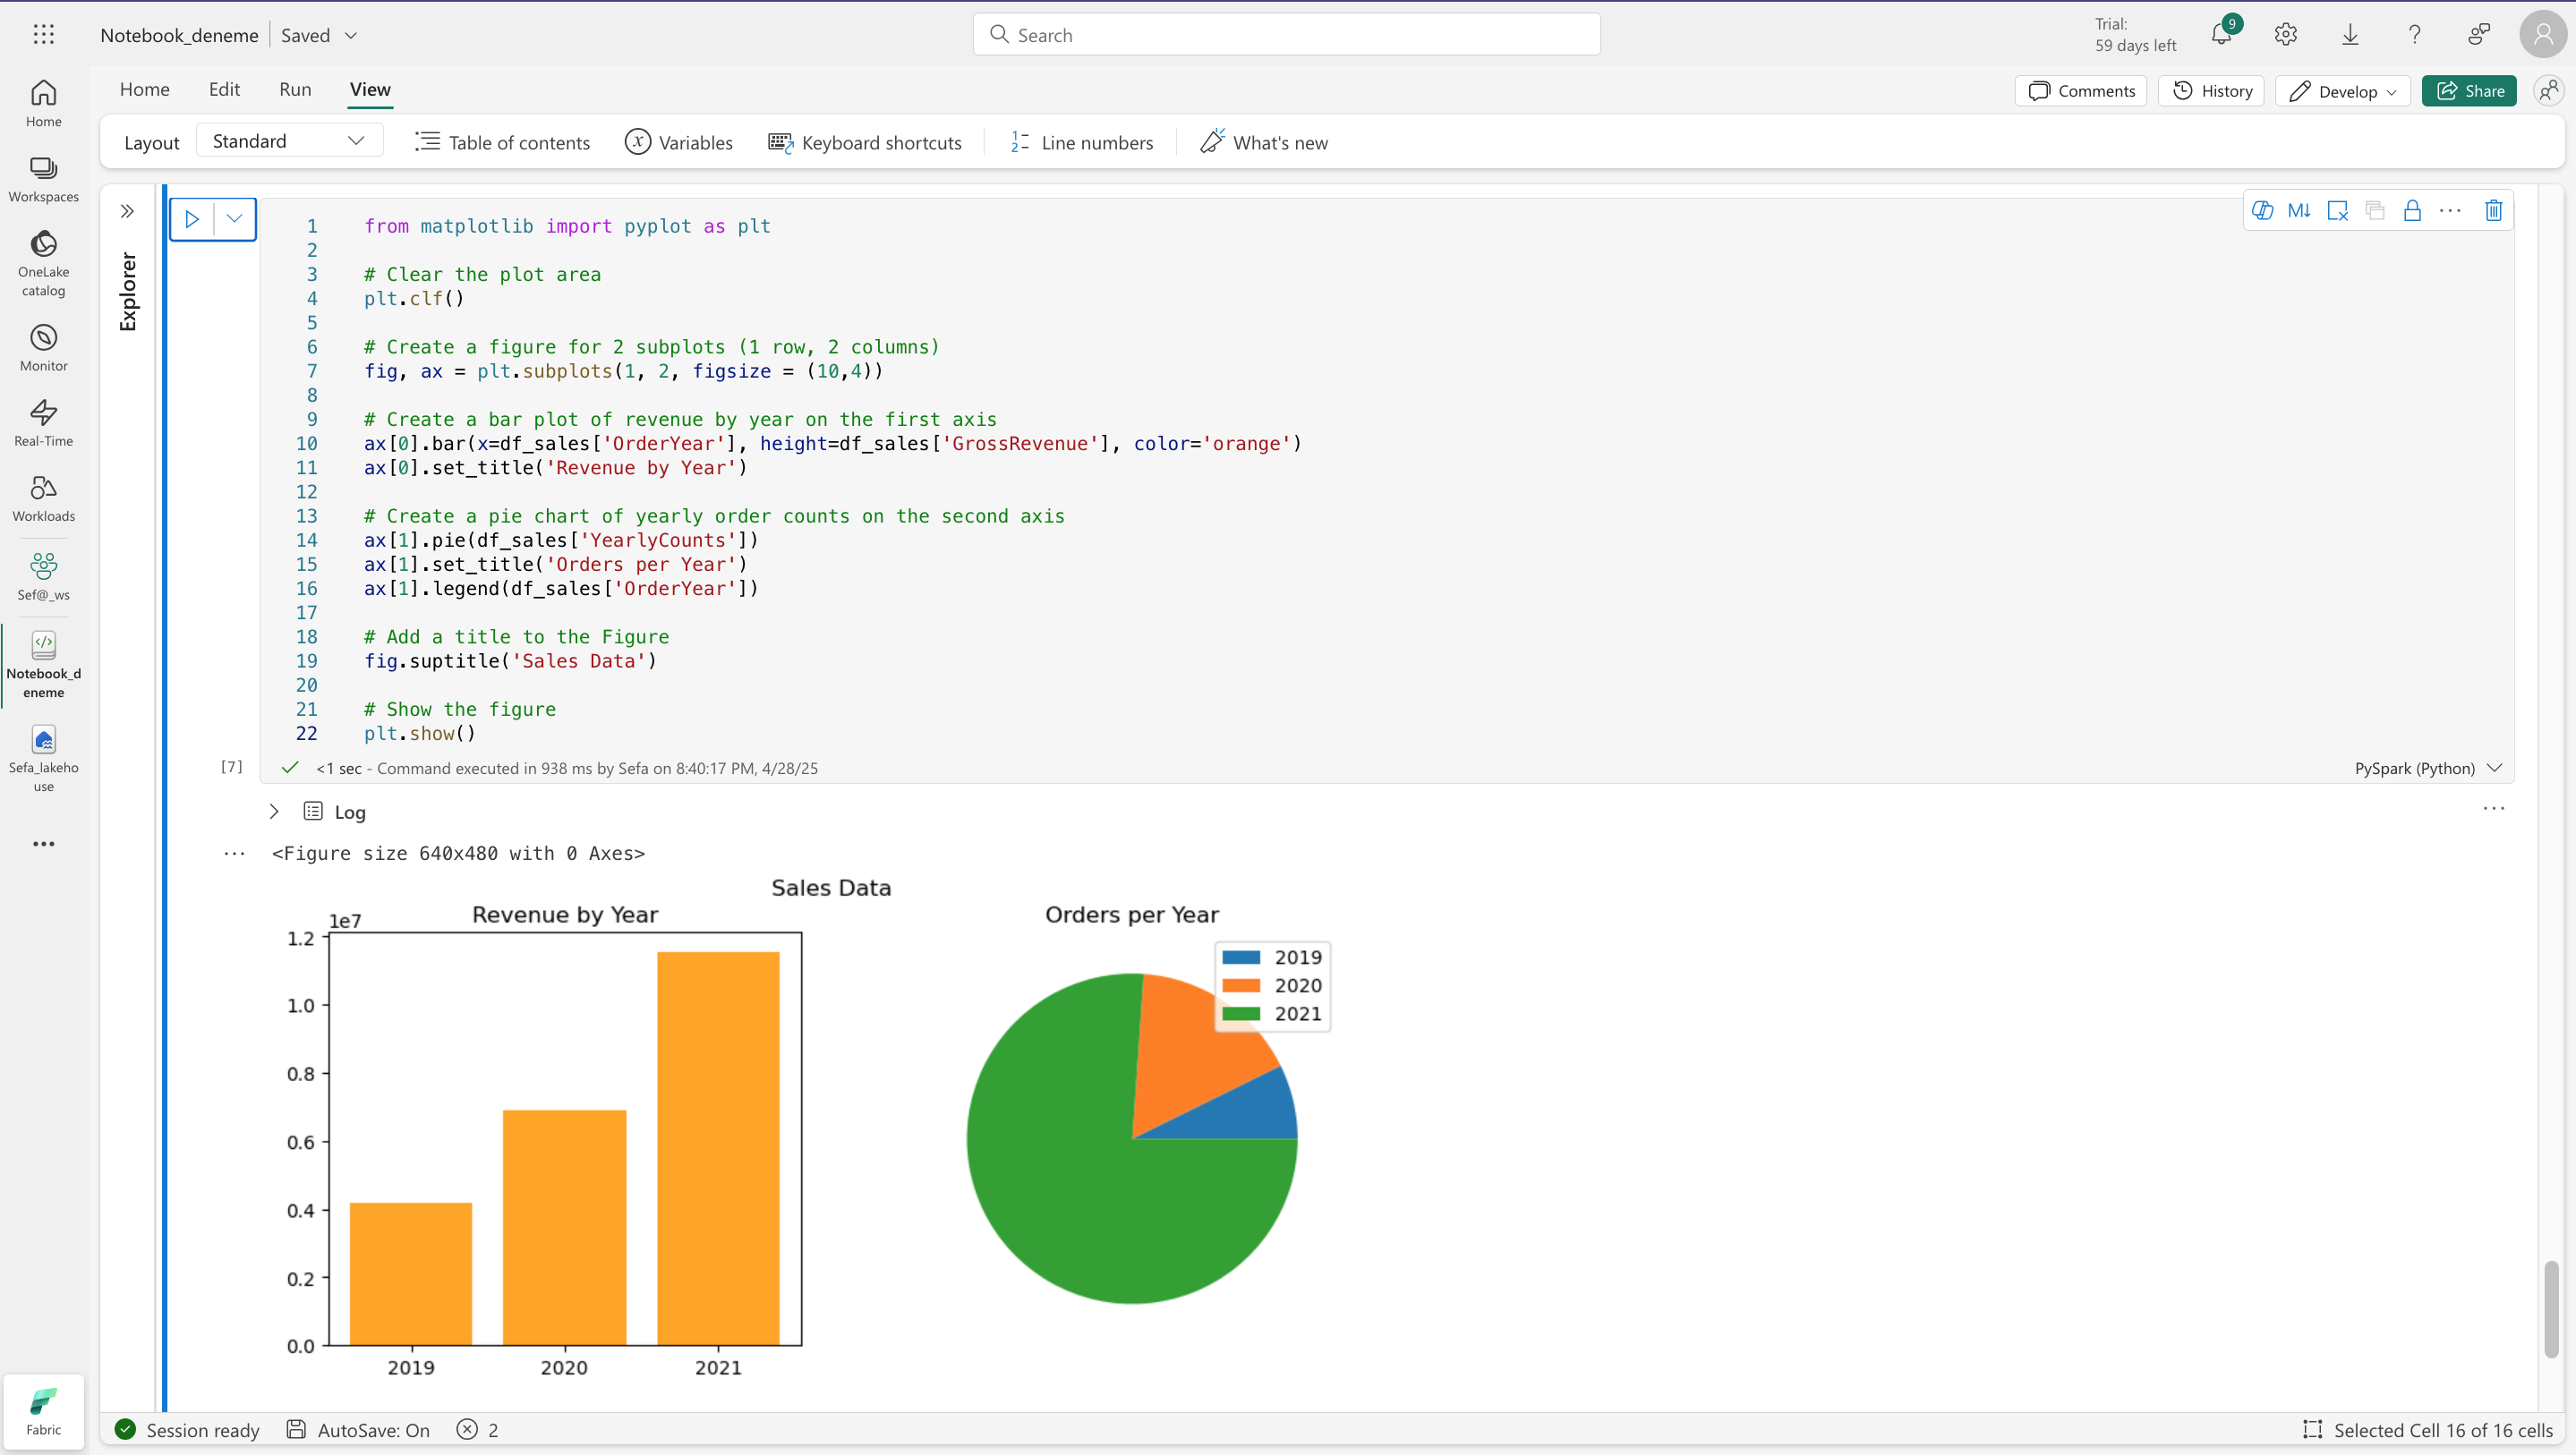 Notebook_deneme Saved
Search
Trial:
59 days left
9
Home Edit Run View
Comments History Develop Share
Layout Standard Table of contents Variables Keyboard shortcuts Line numbers What's new
Home
Workspaces
OneLake
catalog
Monitor
Real-Time
Workloads
Sef@_ws
Notebook_d
eneme
Sefa_lakeho
use
Fabric
Explorer
1 from matplotlib import pyplot as plt
2
3 # Clear the plot area
4 plt.clf()
5
6 # Create a figure for 2 subplots (1 row, 2 columns)
7 fig, ax = plt.subplots(1, 2, figsize = (10,4))
8
9 # Create a bar plot of revenue by year on the first axis
10 ax[0].bar(x=df_sales['OrderYear'], height=df_sales['GrossRevenue'], color='orange')
11 ax[0].set_title('Revenue by Year')
12
13 # Create a pie chart of yearly order counts on the second axis
14 ax[1].pie(df_sales['YearlyCounts'])
15 ax[1].set_title('Orders per Year')
16 ax[1].legend(df_sales['OrderYear'])
17
18 # Add a title to the Figure
19 fig.suptitle('Sales Data')
20
21 # Show the figure
22 plt.show()
M↓
[7] <1 sec - Command executed in 938 ms by Sefa on 8:40:17 PM, 4/28/25 PySpark (Python)
Log
<Figure size 640x480 with 0 Axes>
Sales Data
Revenue by Year
1e7
1.2
1.0
0.8
0.6
0.4
0.2
0.0
2019 2020 2021
Orders per Year
2019
2020
2021
Session ready AutoSave: On 2 Selected Cell 16 of 16 cells